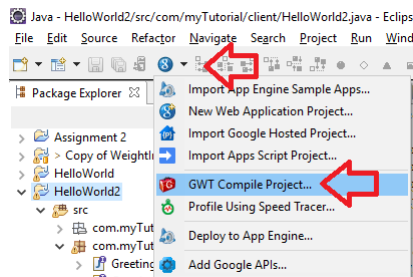 Java - HelloWorld2/src/com/myTutorial/client/HelloWorld2.java - Eclips
File Edit Source Refactor Navigate Search Project Run Wind
Package Explorer
Import App Engine Sample Apps...
New Web Application Project...
Assignment 2
Import Google Hosted Project...
> Copy of Weightl
Import Apps Script Project...
HelloWorld
HelloWorld2
GWT Compile Project...
src
Profile Using Speed Tracer...
com.myTut
Deploy to App Engine...
com.myTut
Greeting
Add Google APIs...